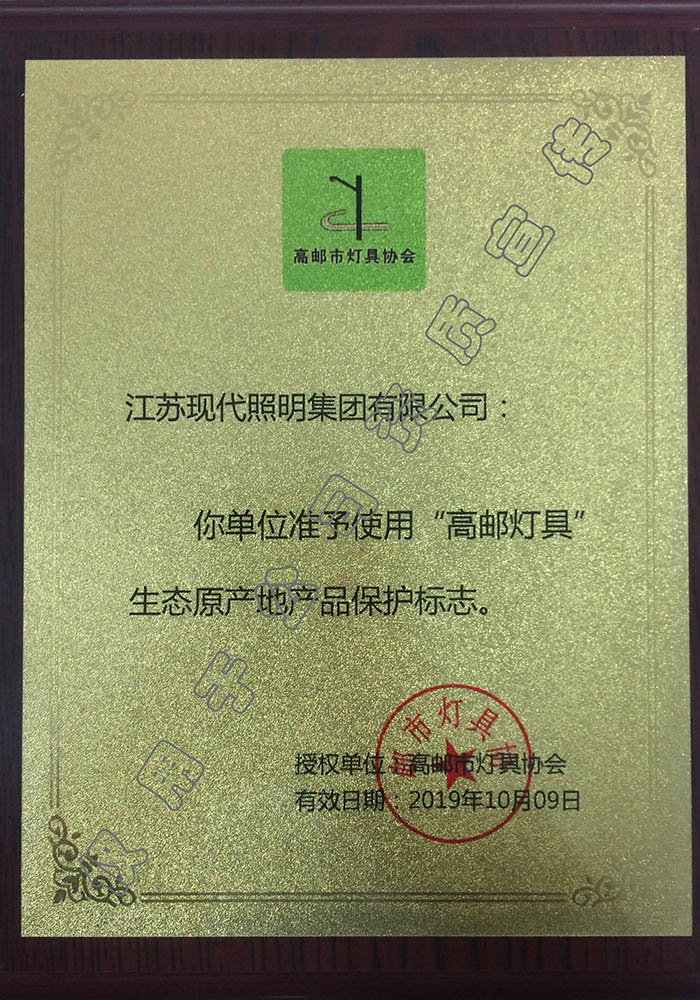 高邮市灯具协会
江苏现代照明集团有限公司：
你单位准予使用“高邮灯具”
生态原产地产品保护标志。
授权单位：高邮市灯具协会
有效日期：2019年10月09日
市灯具